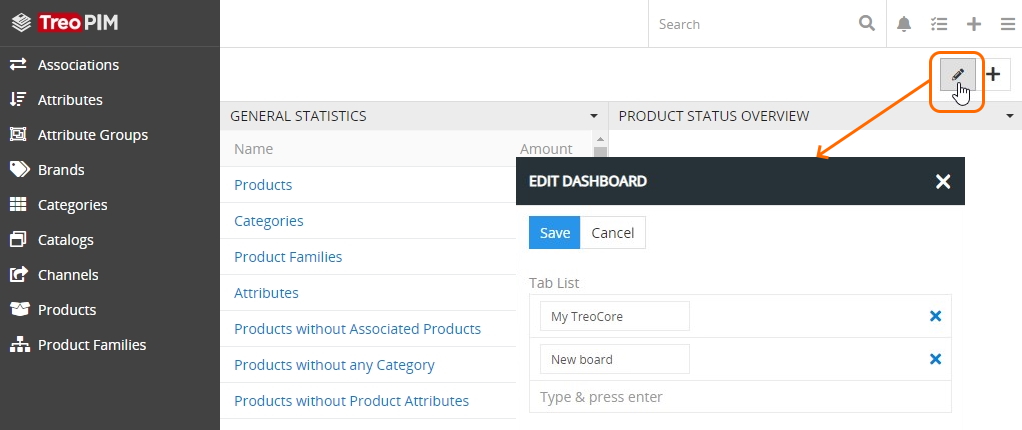 Treo PIM
Search
Associations
Attributes
Attribute Groups
Brands
Categories
Catalogs
Channels
Products
Product Families
GENERAL STATISTICS
PRODUCT STATUS OVERVIEW
Name Amount
Products
Categories
Product Families
Attributes
Products without Associated Products
Products without any Category
Products without Product Attributes
EDIT DASHBOARD
Save Cancel
Tab List
My TreoCore
New board
Type & press enter